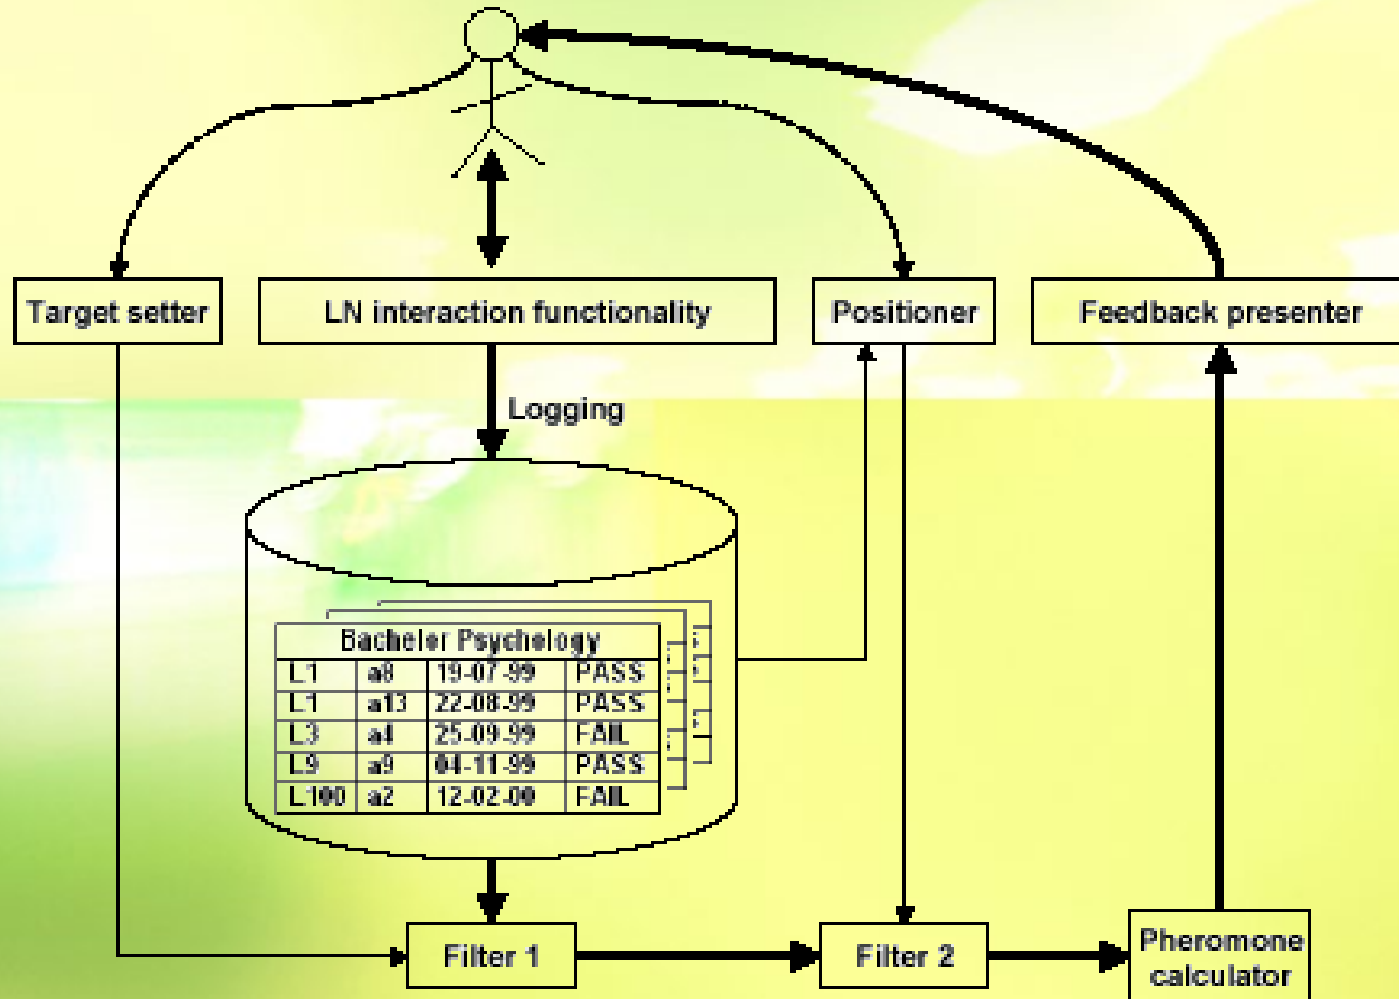 Target setter
LN interaction functionality
Positioner
Feedback presenter
Logging
Bachelor Psychology
L1 a8 19-07-99 PASS
L1 a13 22-08-99 PASS
L3 a4 25-09-99 FAIL
L9 a9 04-11-99 PASS
L100 a2 12-02-00 FAIL
Filter 1
Filter 2
Pheromone
calculator